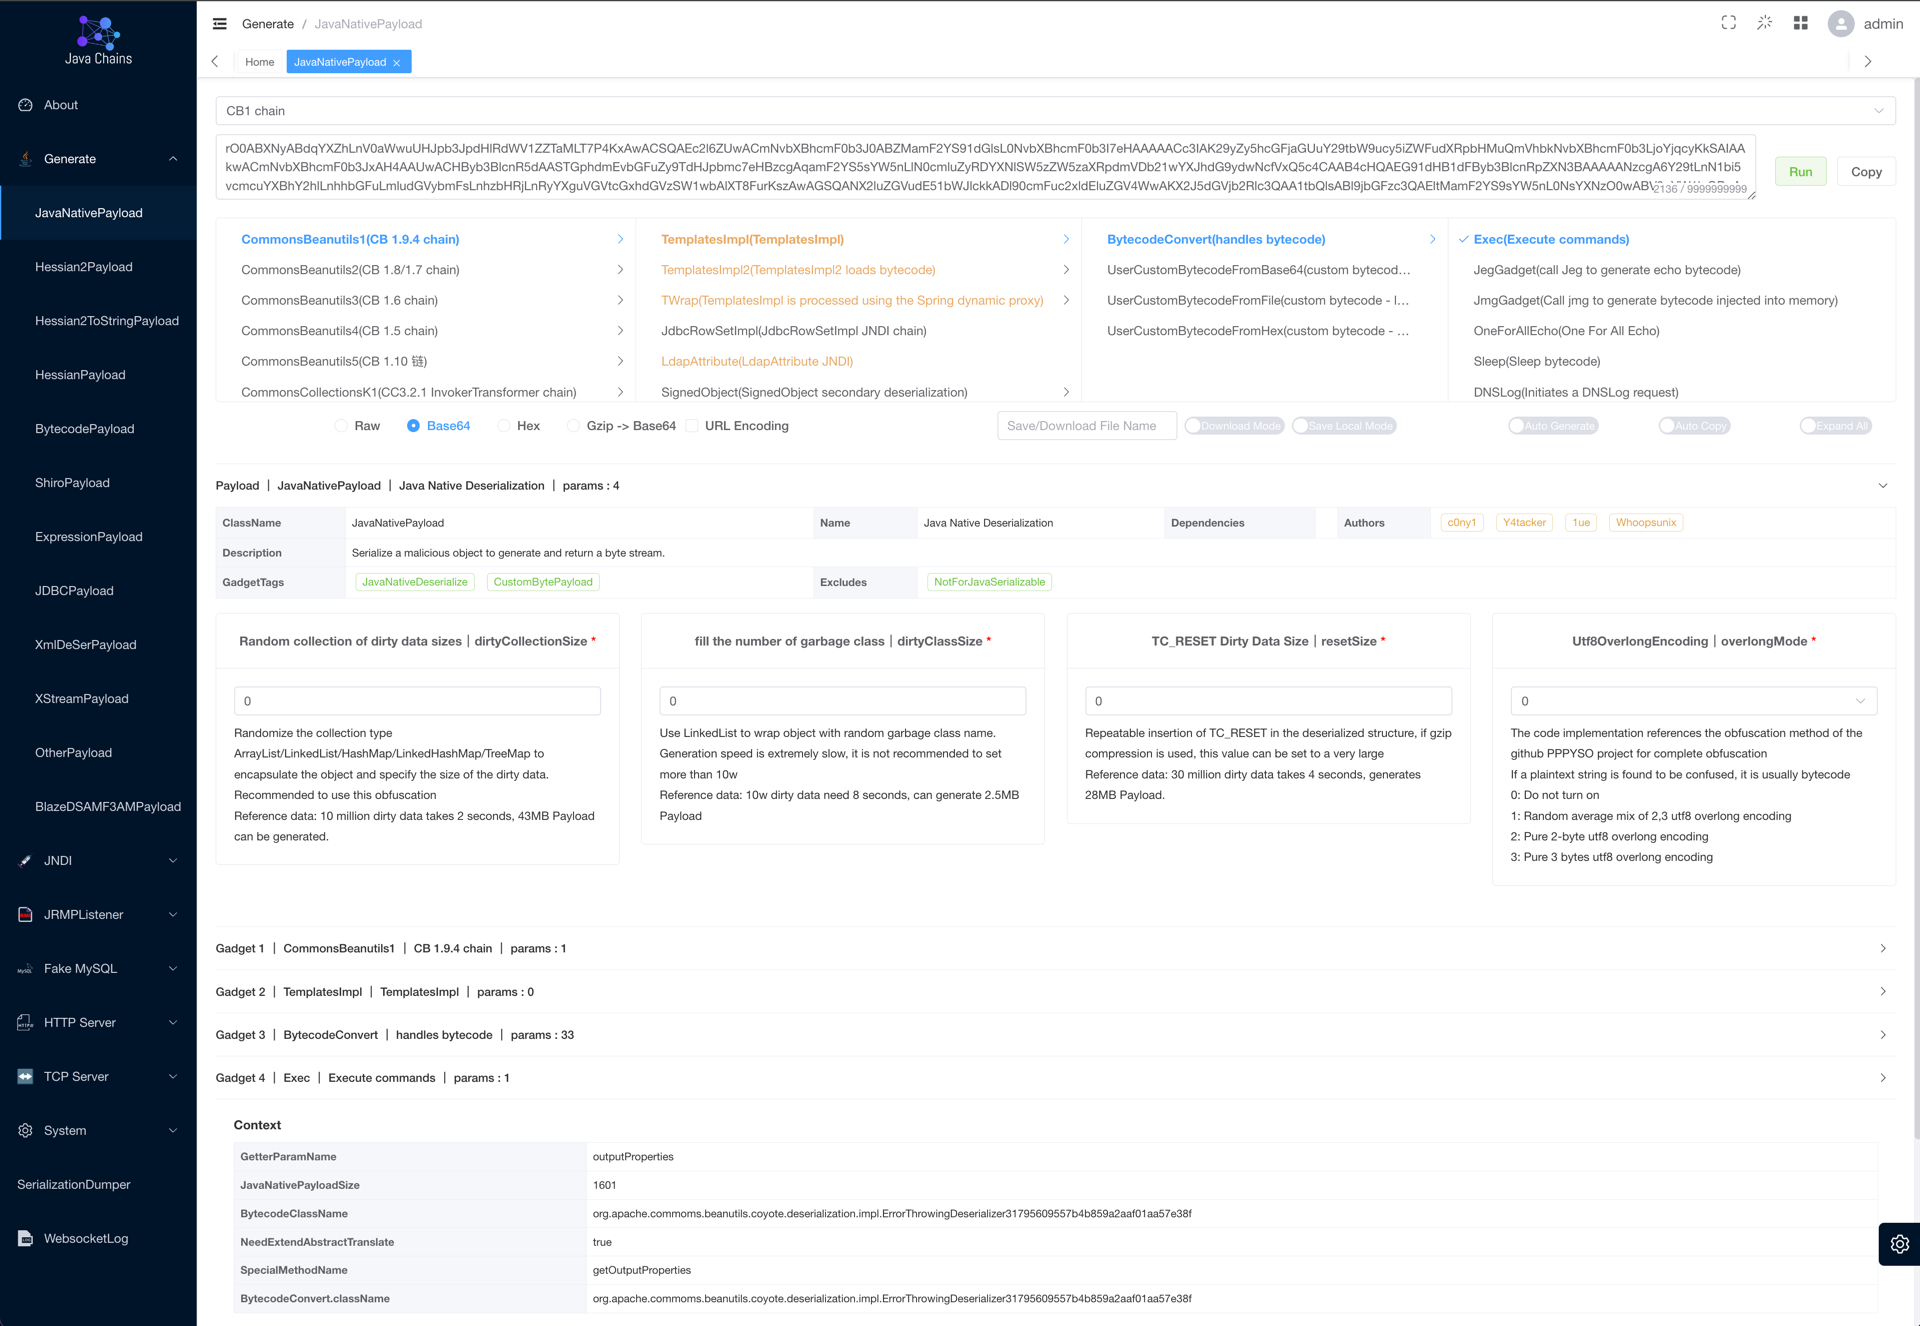 Java Chains
About
Generate
JavaNativePayload
Hessian2Payload
Hessian2ToStringPayload
HessianPayload
BytecodePayload
ShiroPayload
ExpressionPayload
JDBCPayload
XmlDeSerPayload
XStreamPayload
OtherPayload
BlazeDSAMF3AMPayload
JNDI
JRMPListener
Fake MySQL
HTTP Server
TCP Server
System
SerializationDumper
WebsocketLog
Generate / JavaNativePayload
admin
Home JavaNativePayload
CB1 chain
2136 / 9999999999
Run Copy
CommonsBeanutils1(CB 1.9.4 chain)
CommonsBeanutils2(CB 1.8/1.7 chain)
CommonsBeanutils3(CB 1.6 chain)
CommonsBeanutils4(CB 1.5 chain)
CommonsBeanutils5(CB 1.10 链)
CommonsCollectionsK1(CC3.2.1 InvokerTransformer chain)
TemplatesImpl(TemplatesImpl)
TemplatesImpl2(TemplatesImpl2 loads bytecode)
TWrap(TemplatesImpl is processed using the Spring dynamic proxy)
JdbcRowSetImpl(JdbcRowSetImpl JNDI chain)
LdapAttribute(LdapAttribute JNDI)
SignedObject(SignedObject secondary deserialization)
BytecodeConvert(handles bytecode)
UserCustomBytecodeFromBase64(custom bytecod...
UserCustomBytecodeFromFile(custom bytecode - l...
UserCustomBytecodeFromHex(custom bytecode - ...
Exec(Execute commands)
JegGadget(call Jeg to generate echo bytecode)
JmgGadget(Call jmg to generate bytecode injected into memory)
OneForAllEcho(One For All Echo)
Sleep(Sleep bytecode)
DNSLog(Initiates a DNSLog request)
Raw Base64 Hex Gzip -> Base64 URL Encoding Save/Download File Name Download Mode Save Local Mode Auto Generate Auto Copy Expand All
Payload | JavaNativePayload | Java Native Deserialization | params : 4
ClassName JavaNativePayload Name Java Native Deserialization Dependencies Authors c0ny1 Y4tacker 1ue Whoopsunix
Description Serialize a malicious object to generate and return a byte stream.
GadgetTags JavaNativeDeserialize CustomBytePayload Excludes NotForJavaSerializable
Random collection of dirty data sizes | dirtyCollectionSize *
0
Randomize the collection type
ArrayList/LinkedList/HashMap/LinkedHashMap/TreeMap to
encapsulate the object and specify the size of the dirty data.
Recommended to use this obfuscation
Reference data: 10 million dirty data takes 2 seconds, 43MB Payload
can be generated.
fill the number of garbage class | dirtyClassSize *
0
Use LinkedList to wrap object with random garbage class name.
Generation speed is extremely slow, it is not recommended to set
more than 10w
Reference data: 10w dirty data need 8 seconds, can generate 2.5MB
Payload
TC_RESET Dirty Data Size | resetSize *
0
Repeatable insertion of TC_RESET in the deserialized structure, if gzip
compression is used, this value can be set to a very large
Reference data: 30 million dirty data takes 4 seconds, generates
28MB Payload.
Utf8OverlongEncoding | overlongMode *
0
The code implementation references the obfuscation method of the
github PPPYSO project for complete obfuscation
If a plaintext string is found to be confused, it is usually bytecode
0: Do not turn on
1: Random average mix of 2,3 utf8 overlong encoding
2: Pure 2-byte utf8 overlong encoding
3: Pure 3 bytes utf8 overlong encoding
Gadget 1 | CommonsBeanutils1 | CB 1.9.4 chain | params : 1
Gadget 2 | TemplatesImpl | TemplatesImpl | params : 0
Gadget 3 | BytecodeConvert | handles bytecode | params : 33
Gadget 4 | Exec | Execute commands | params : 1
Context
GetterParamName outputProperties
JavaNativePayloadSize 1601
BytecodeClassName org.apache.commoms.beanutils.coyote.deserialization.impl.ErrorThrowingDeserializer31795609557b4b859a2aaf01aa57e38f
NeedExtendAbstractTranslate true
SpecialMethodName getOutputProperties
BytecodeConvert.className org.apache.commoms.beanutils.coyote.deserialization.impl.ErrorThrowingDeserializer31795609557b4b859a2aaf01aa57e38f